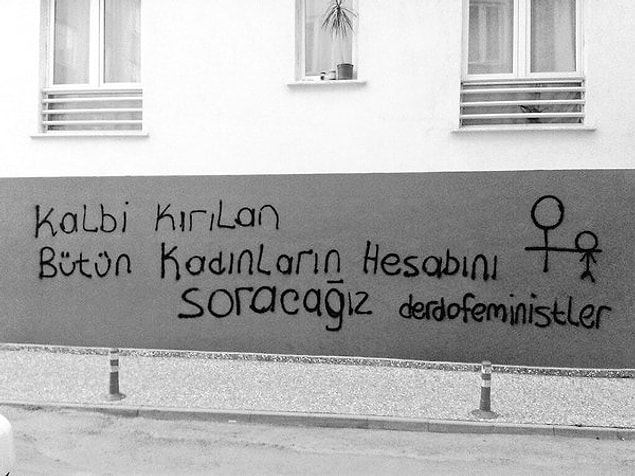 Kalbi Kırılan
Bütün Kadınların Hesabını
soracağız derdofeministler